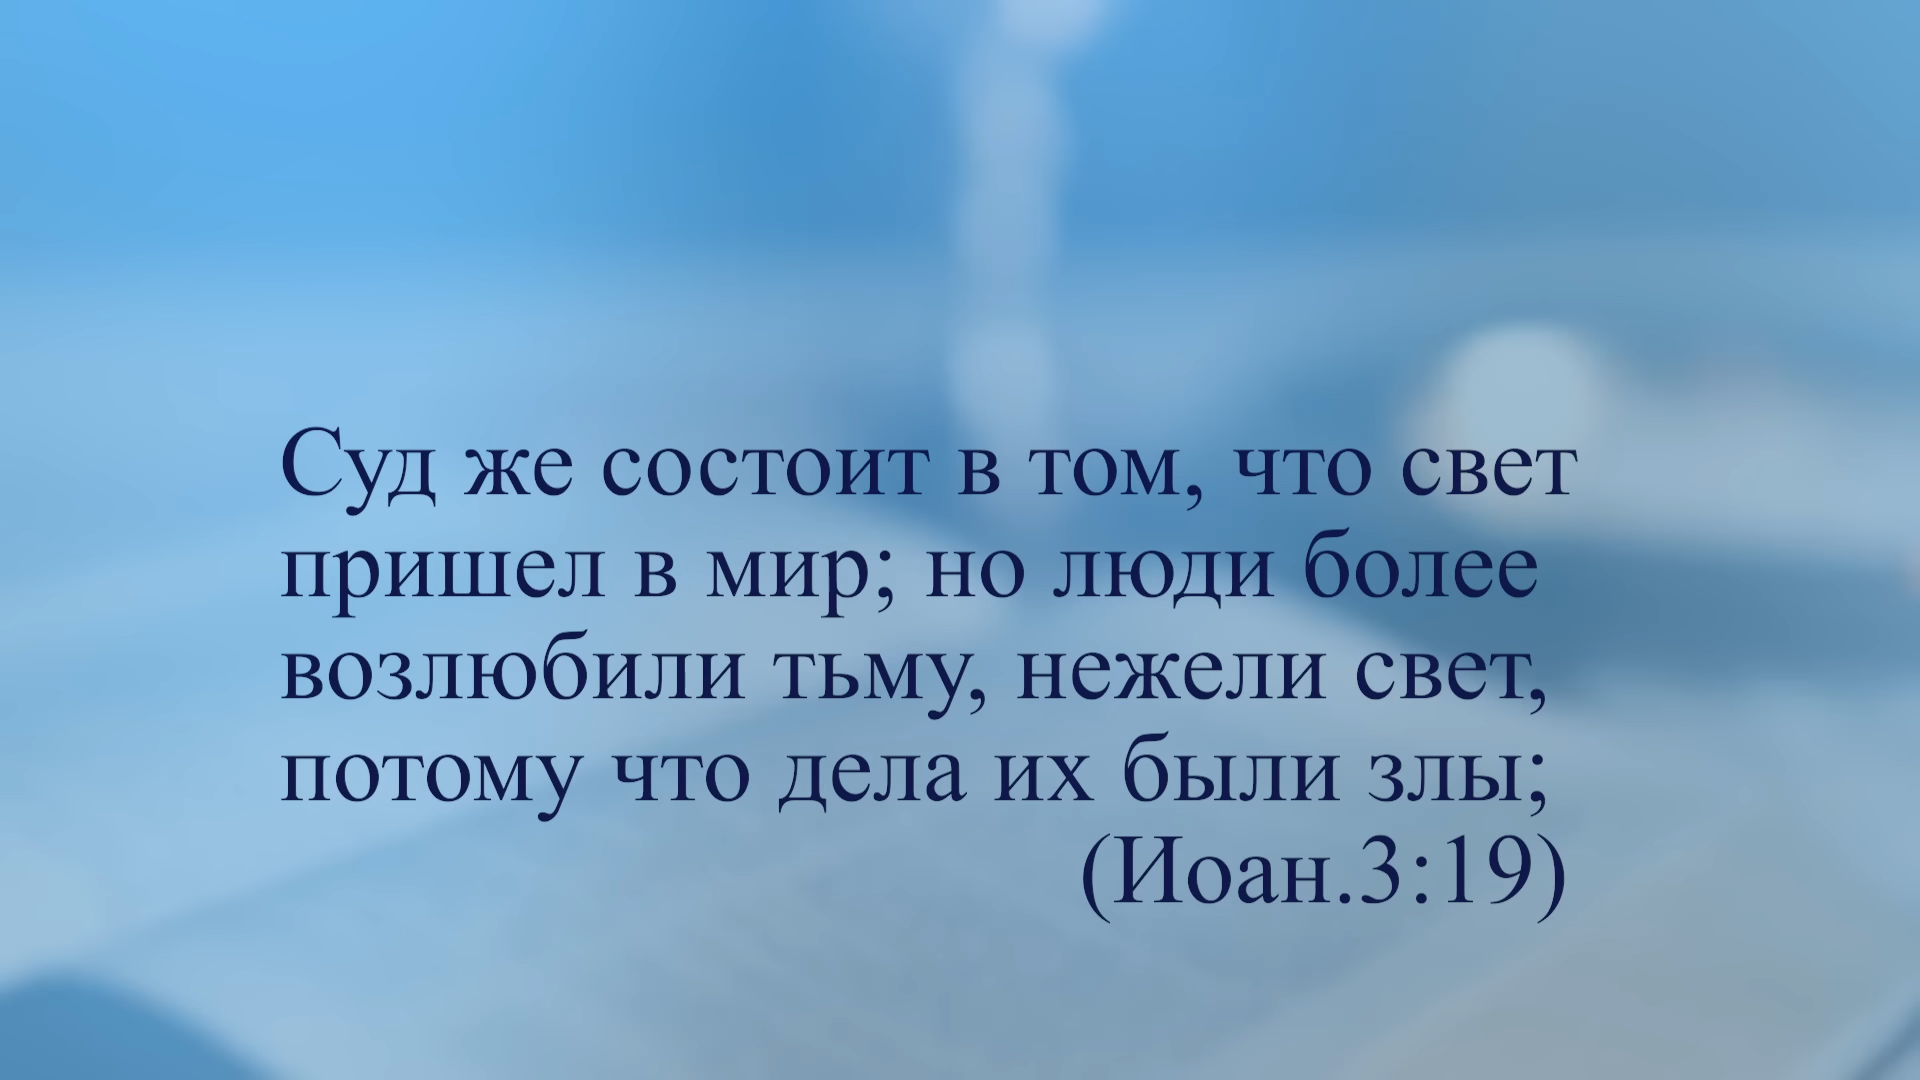 Суд же состоит в том, что свет
пришел в мир; но люди более
возлюбили тьму, нежели свет,
потому что дела их были злы;
(Иоан.3:19)